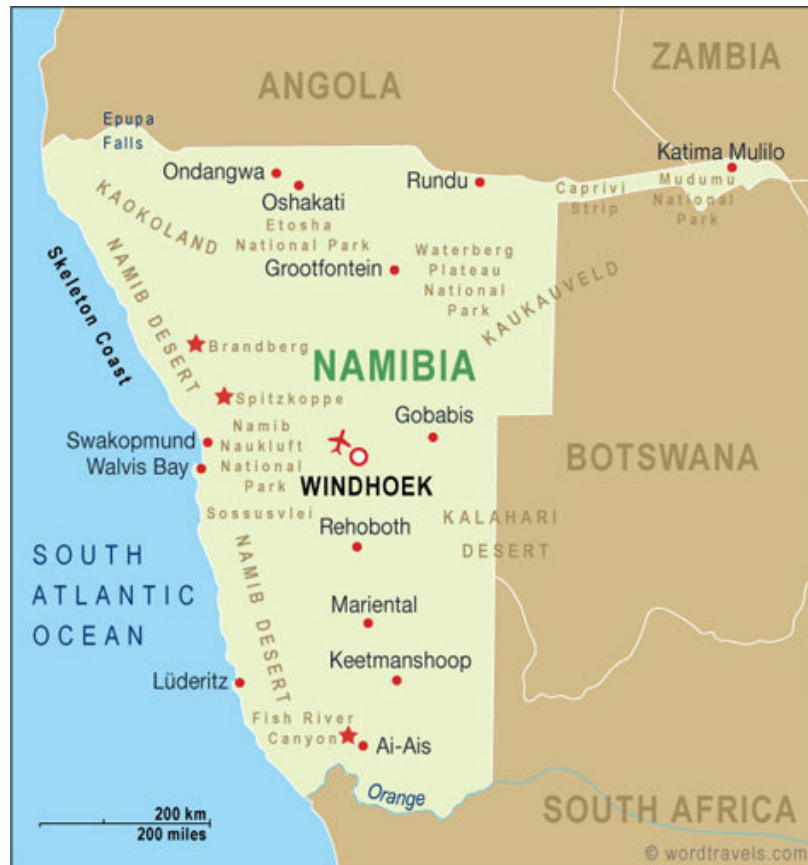 ZAMBIA
ANGOLA
Epupa
Falls
Katima Mulilo
Ondangwa
Rundu
Oshakati
Caprivi
Strip
Mudumu
National
Park
KAOKOLAND
Etosha
National Park
Waterberg
Plateau
National
Park
Grootfontein
KAUKAUVELD
Skeleton Coast
NAMIB DESERT
Brandberg
NAMIBIA
Spitzkoppe
Gobabis
Swakopmund
Walvis Bay
Namib
Naukluft
National
Park
BOTSWANA
WINDHOEK
Sossusvlei
Rehoboth
KALAHARI
DESERT
SOUTH
ATLANTIC
OCEAN
NAMIB DESERT
Mariental
Keetmanshoop
Lüderitz
Fish River
Canyon
Ai-Ais
Orange
SOUTH AFRICA
200 km
200 miles
© wordtravels.com